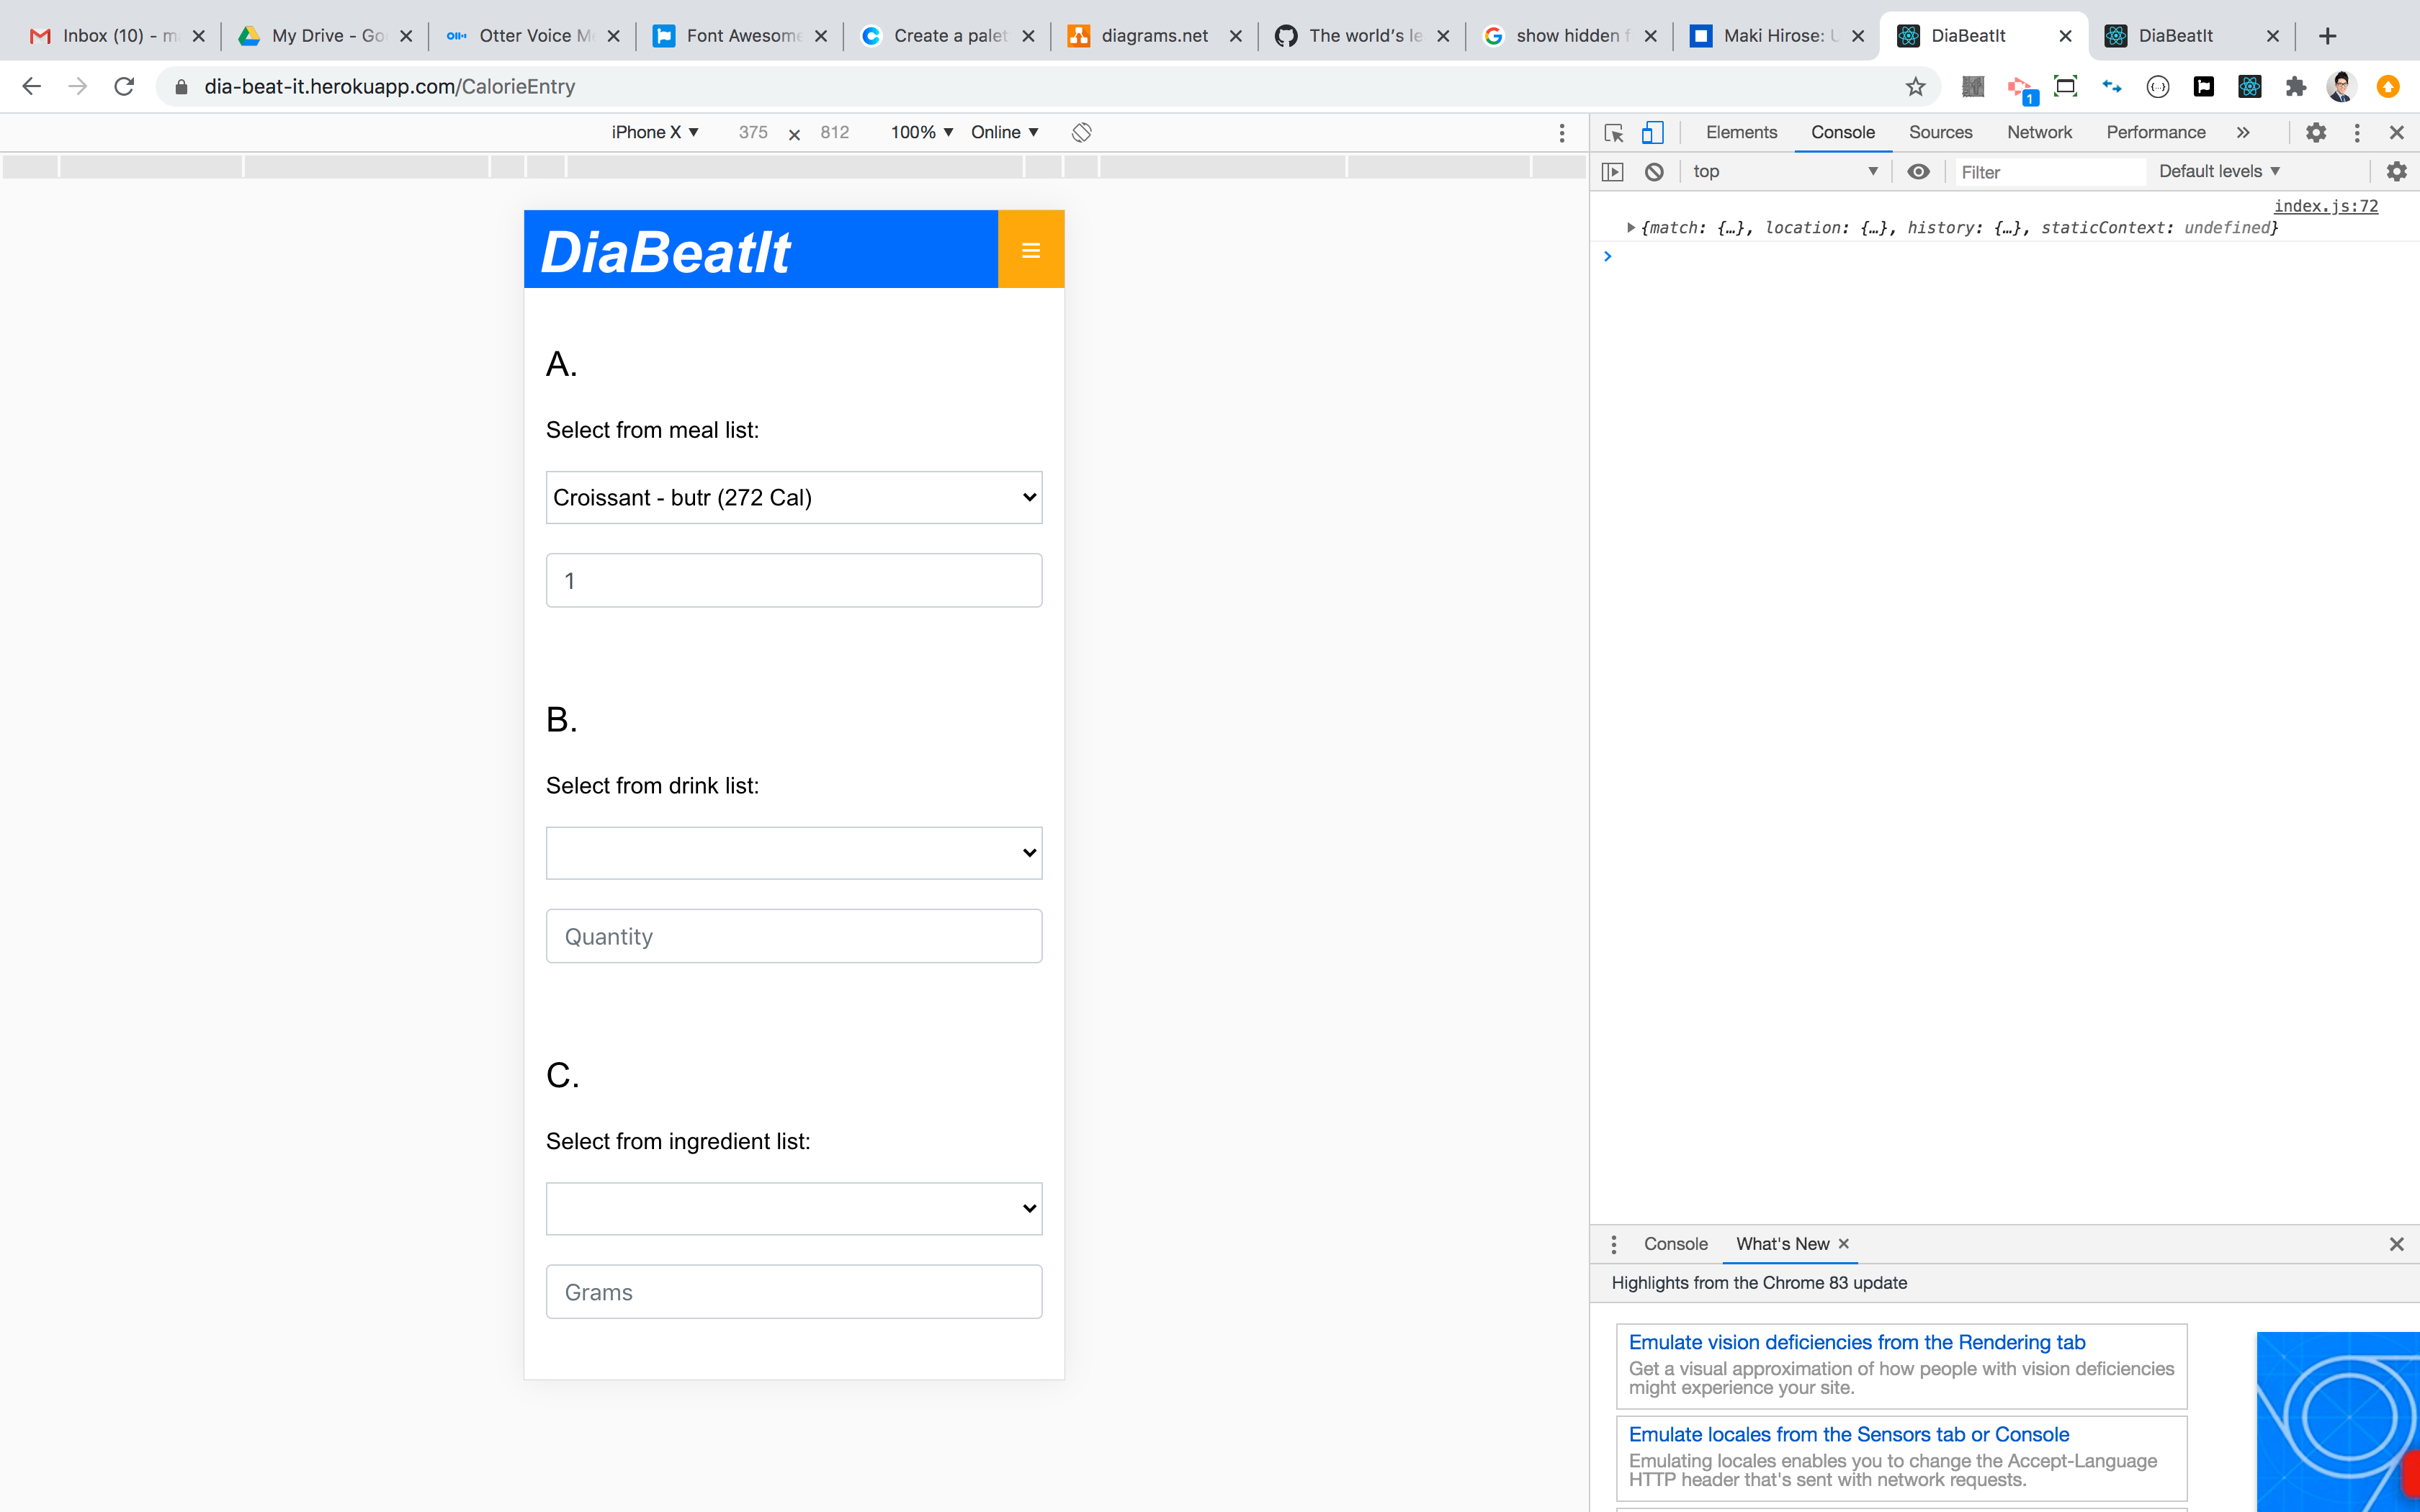 Inbox (10) - m
My Drive - Go
Otter Voice M
Font Awesome
Create a palet
diagrams.net
The world's le
show hidden f
Maki Hirose: U
DiaBeatIt
DiaBeatIt
dia-beat-it.herokuapp.com/CalorieEntry
1
iPhone X 375 x 812 100% Online
Elements Console Sources Network Performance
top Filter Default levels
index.js:72
{match: {…}, location: {…}, history: {…}, staticContext: undefined}
DiaBeatIt
A.
Select from meal list:
Croissant - butr (272 Cal)
1
B.
Select from drink list:
Quantity
C.
Select from ingredient list:
Grams
Console What's New
Highlights from the Chrome 83 update
Emulate vision deficiencies from the Rendering tab
Get a visual approximation of how people with vision deficiencies
might experience your site.
Emulate locales from the Sensors tab or Console
Emulating locales enables you to change the Accept-Language
HTTP header that's sent with network requests.